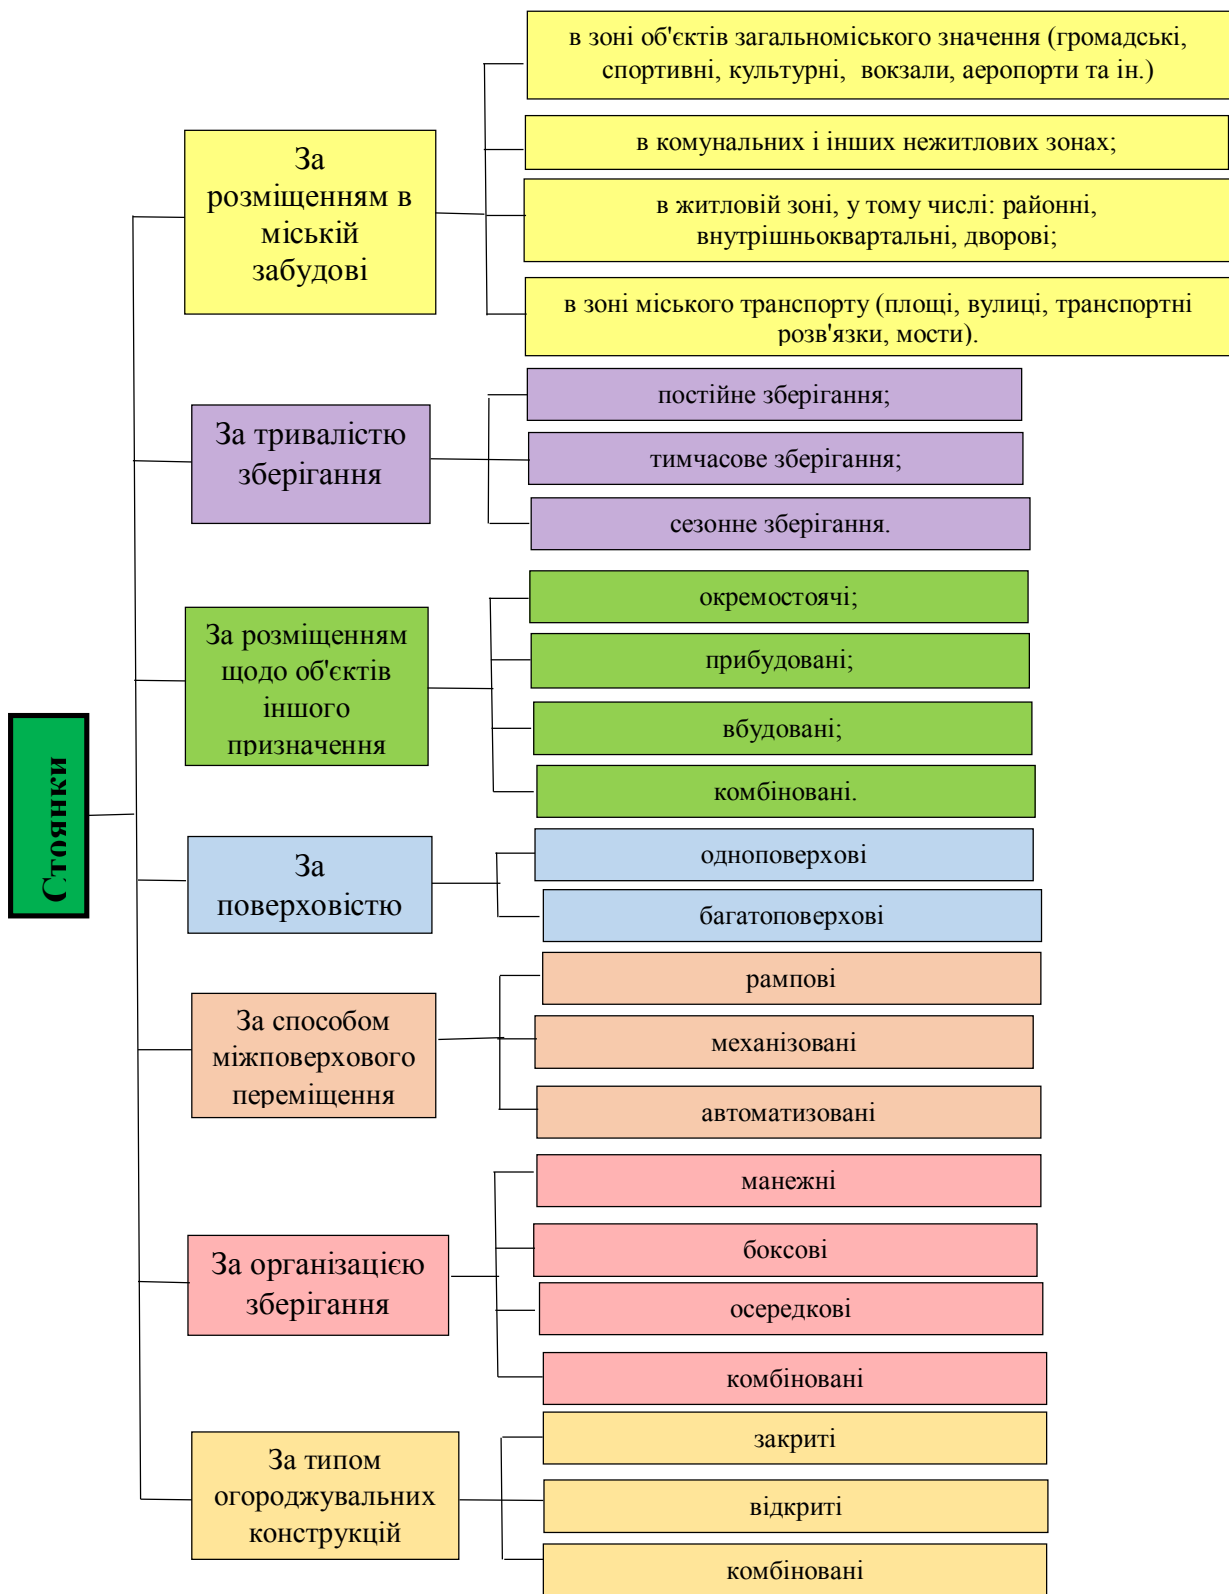 Стоянки
За
розміщенням в
міській
забудові
в зоні об'єктів загальноміського значення (громадські,
спортивні, культурні, вокзали, аеропорти та ін.)
в комунальних і інших нежитлових зонах;
в житловій зоні, у тому числі: районні,
внутрішньоквартальні, дворові;
в зоні міського транспорту (площі, вулиці, транспортні
розв'язки, мости).
За тривалістю
зберігання
постійне зберігання;
тимчасове зберігання;
сезонне зберігання.
За розміщенням
щодо об'єктів
іншого
призначення
окремостоячі;
прибудовані;
вбудовані;
комбіновані.
За
поверховістю
одноповерхові
багатоповерхові
За способом
міжповерхового
переміщення
рампові
механізовані
автоматизовані
За організацією
зберігання
манежні
боксові
осередкові
комбіновані
За типом
огороджувальних
конструкцій
закриті
відкриті
комбіновані